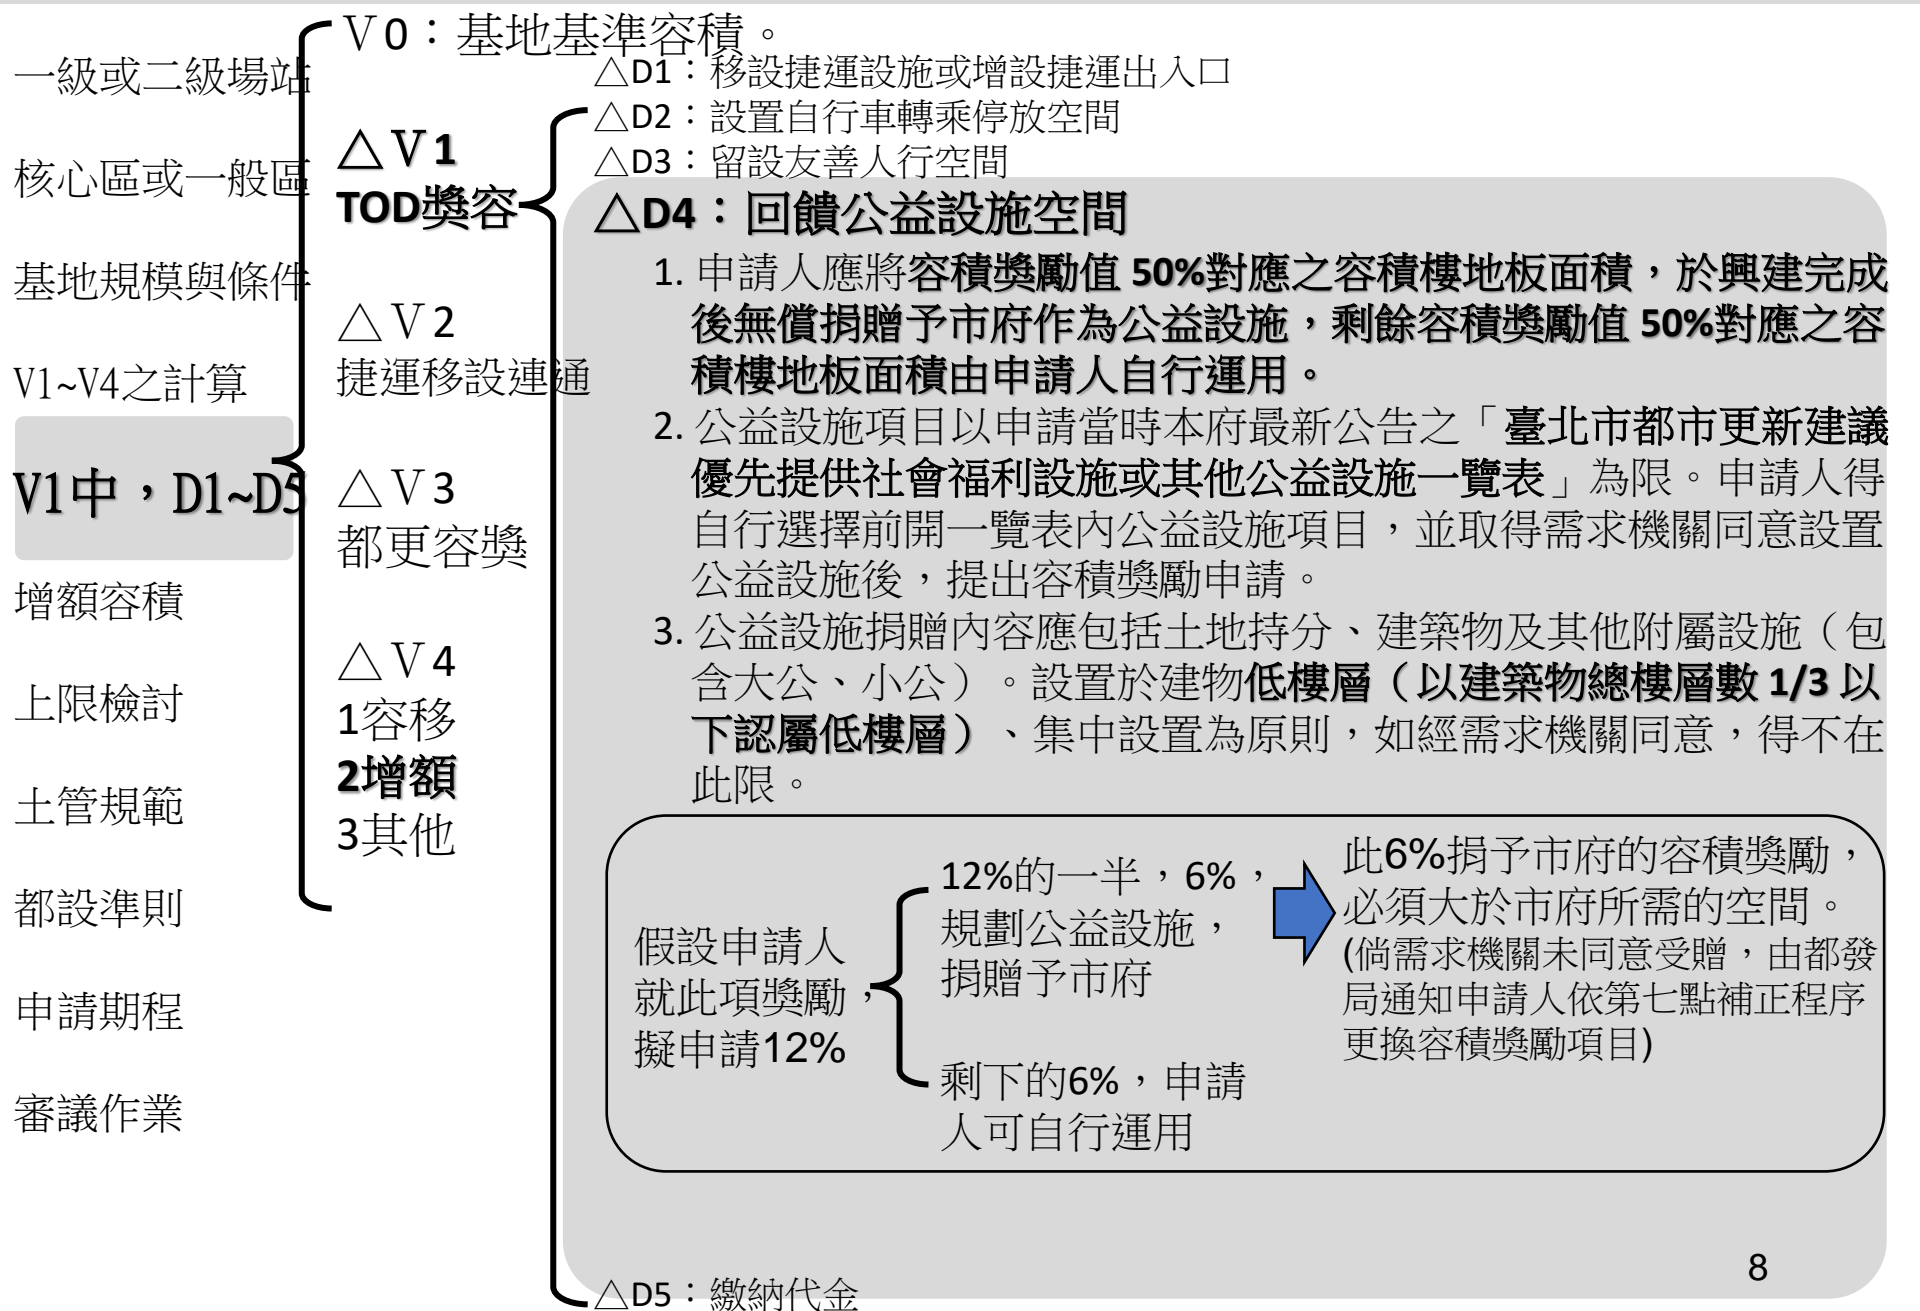 一級或二級場站
核心區或一般區
基地規模與條件
V1~V4之計算
V1中，D1~D5
增額容積
上限檢討
土管規範
都設準則
申請期程
審議作業
Ｖ0：基地基準容積。
△Ｖ1
TOD獎容
△Ｖ2
捷運移設連通
△Ｖ3
都更容獎
△Ｖ4
1容移
2增額
3其他
△D1：移設捷運設施或增設捷運出入口
△D2：設置自行車轉乘停放空間
△D3：留設友善人行空間
△D4：回饋公益設施空間
1. 申請人應將容積獎勵值 50%對應之容積樓地板面積，於興建完成
後無償捐贈予市府作為公益設施，剩餘容積獎勵值 50%對應之容
積樓地板面積由申請人自行運用。
2. 公益設施項目以申請當時本府最新公告之「臺北市都市更新建議
優先提供社會福利設施或其他公益設施一覽表」為限。申請人得
自行選擇前開一覽表內公益設施項目，並取得需求機關同意設置
公益設施後，提出容積獎勵申請。
3. 公益設施捐贈內容應包括土地持分、建築物及其他附屬設施（包
含大公、小公）。設置於建物低樓層（以建築物總樓層數 1/3 以
下認屬低樓層）、集中設置為原則，如經需求機關同意，得不在
此限。
假設申請人
就此項獎勵，
擬申請12%
12%的一半，6%，
規劃公益設施，
捐贈予市府
剩下的6%，申請
人可自行運用
此6%捐予市府的容積獎勵，
必須大於市府所需的空間。
(倘需求機關未同意受贈，由都發
局通知申請人依第七點補正程序
更換容積獎勵項目)
△D5：繳納代金
8